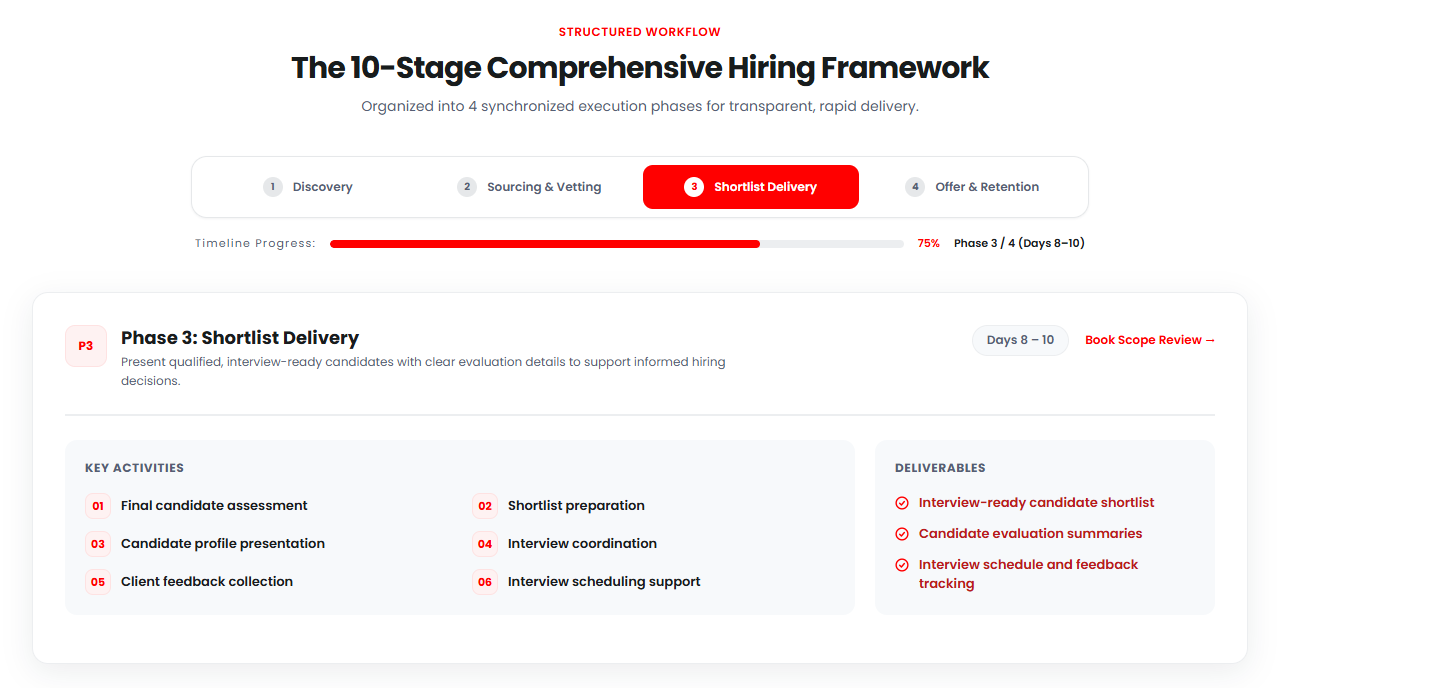 STRUCTURED WORKFLOW
The 10-Stage Comprehensive Hiring Framework
Organized into 4 synchronized execution phases for transparent, rapid delivery.
1 Discovery
2 Sourcing & Vetting
3 Shortlist Delivery
4 Offer & Retention
Timeline Progress: 75% Phase 3 / 4 (Days 8–10)
P3
Phase 3: Shortlist Delivery
Present qualified, interview-ready candidates with clear evaluation details to support informed hiring
decisions.
Days 8 – 10
Book Scope Review →
KEY ACTIVITIES
01 Final candidate assessment
02 Shortlist preparation
03 Candidate profile presentation
04 Interview coordination
05 Client feedback collection
06 Interview scheduling support
DELIVERABLES
Interview-ready candidate shortlist
Candidate evaluation summaries
Interview schedule and feedback
tracking